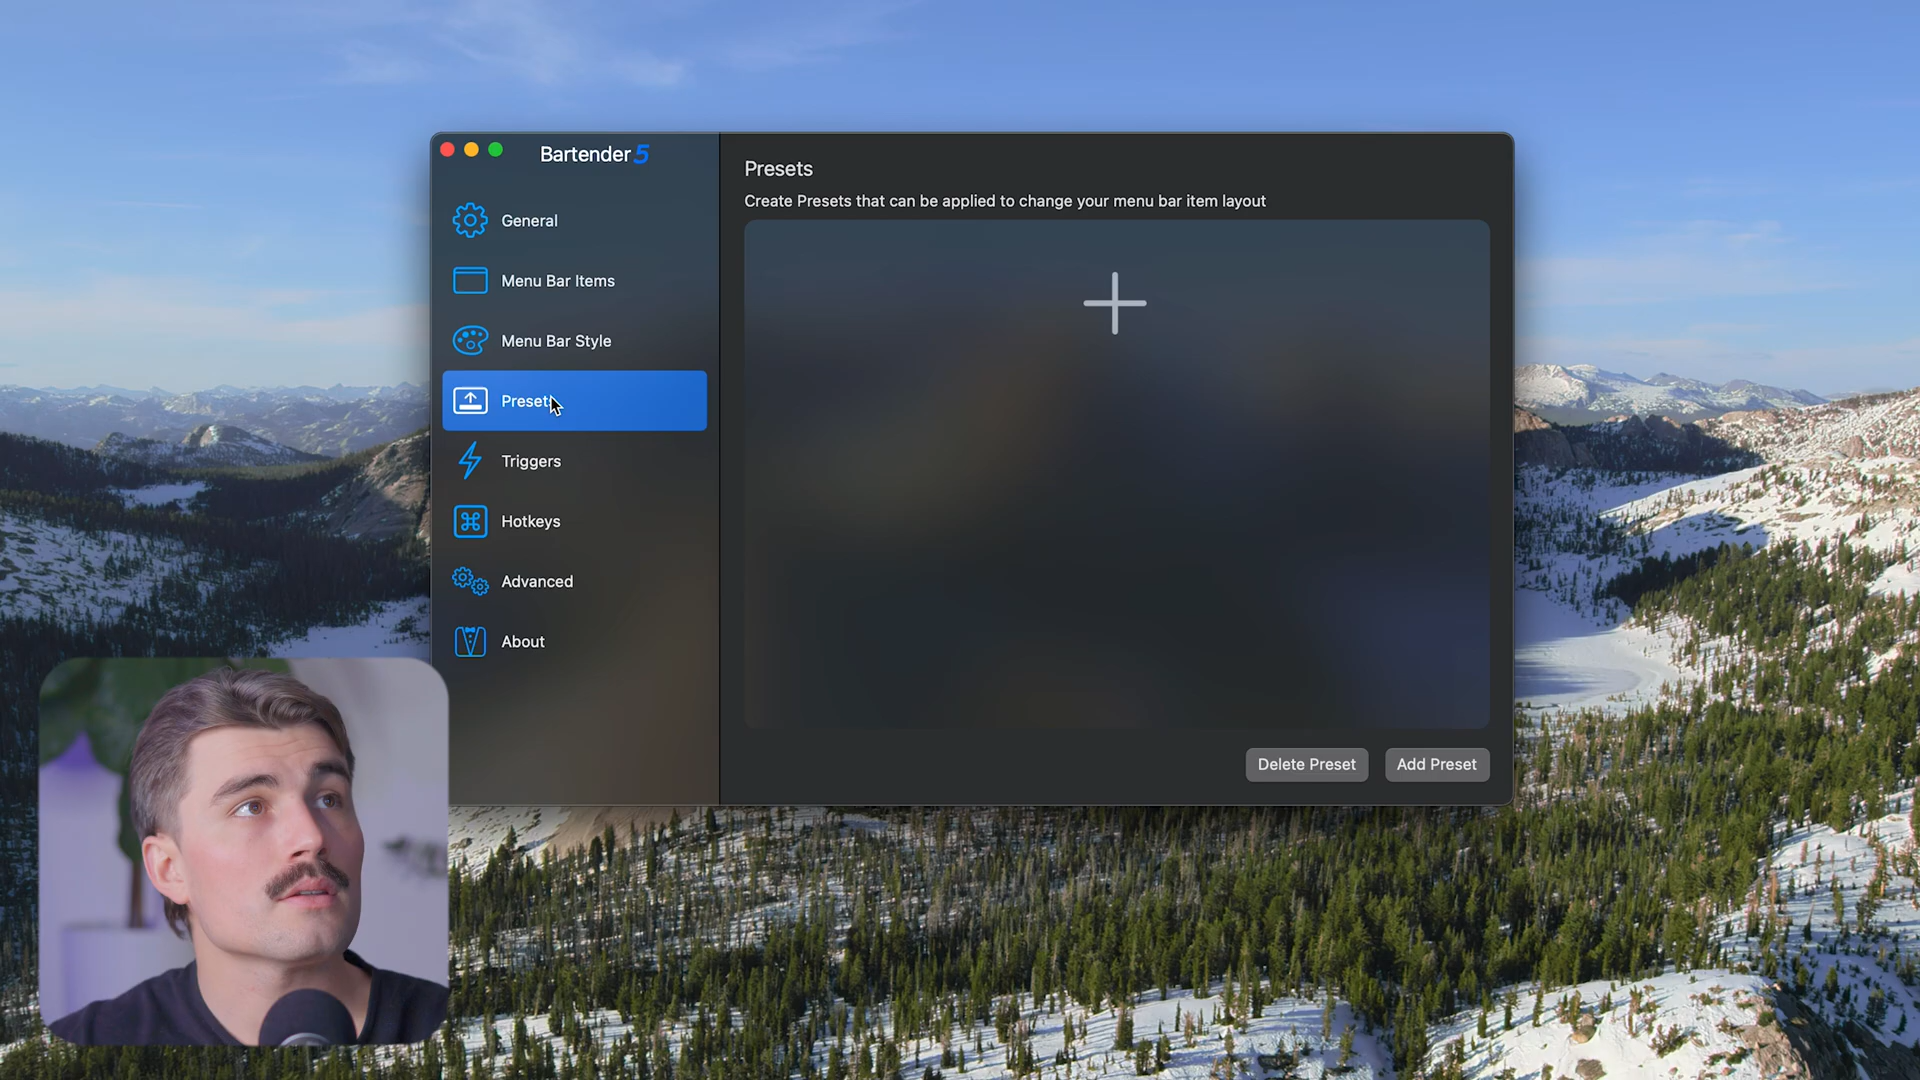 Bartender 5
General
Menu Bar Items
Menu Bar Style
Presets
Triggers
Hotkeys
Advanced
About
Presets
Create Presets that can be applied to change your menu bar item layout
Delete Preset
Add Preset